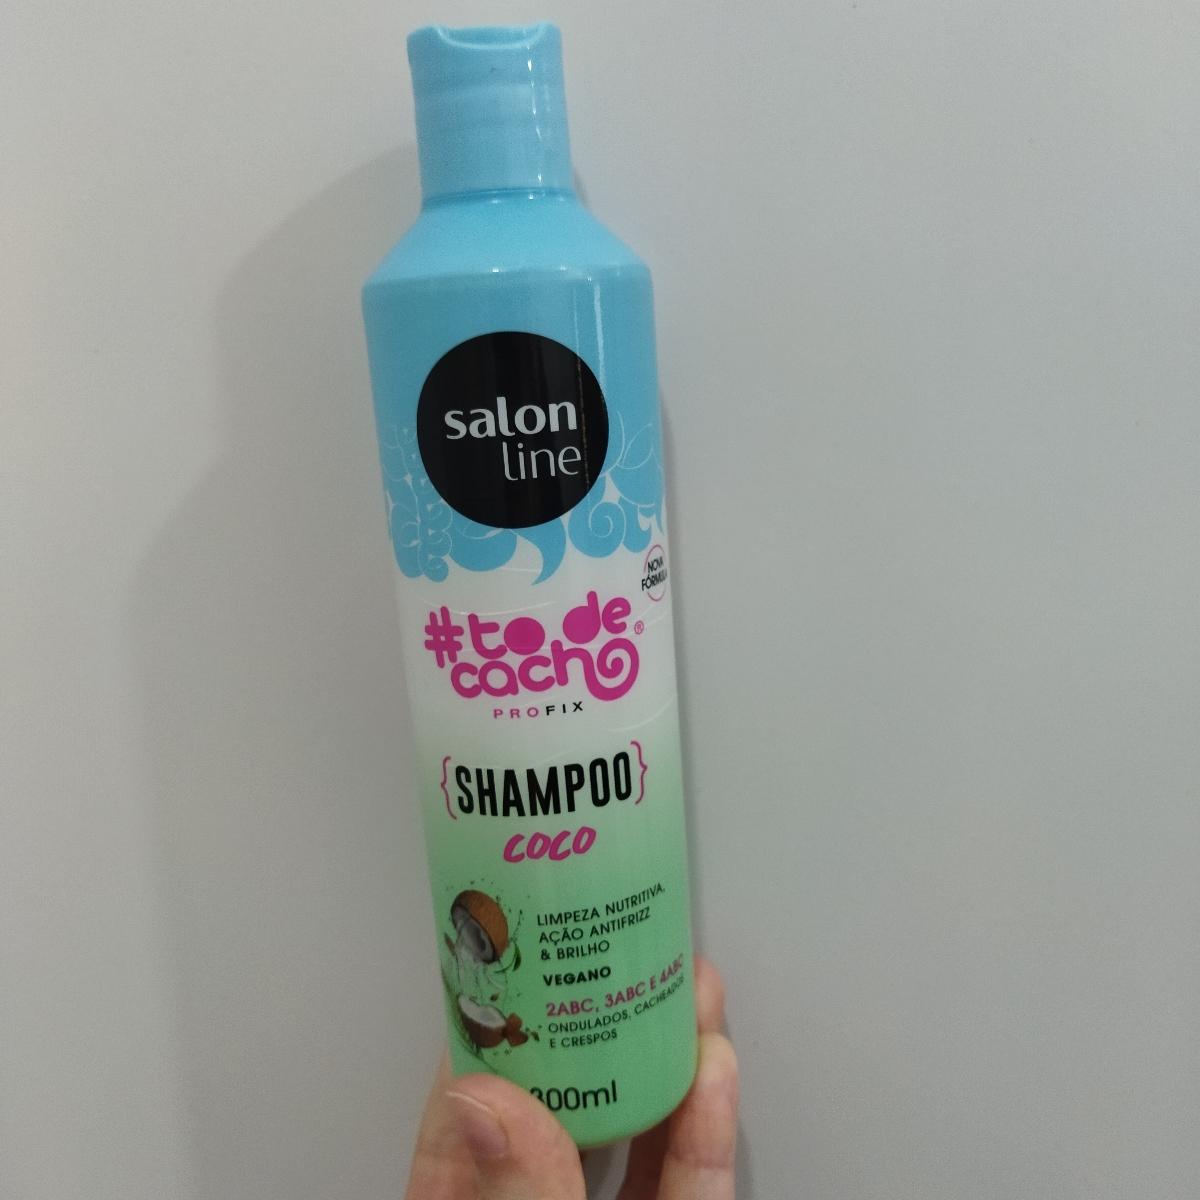 salon
line
NOVA
FÓRMULA
#to de
cacho®
PROFIX
{SHAMPOO}
COCO
LIMPEZA NUTRITIVA,
AÇÃO ANTIFRIZZ
& BRILHO
VEGANO
2ABC, 3ABC E 4ABC
ONDULADOS, CACHEADOS
E CRESPOS
300ml